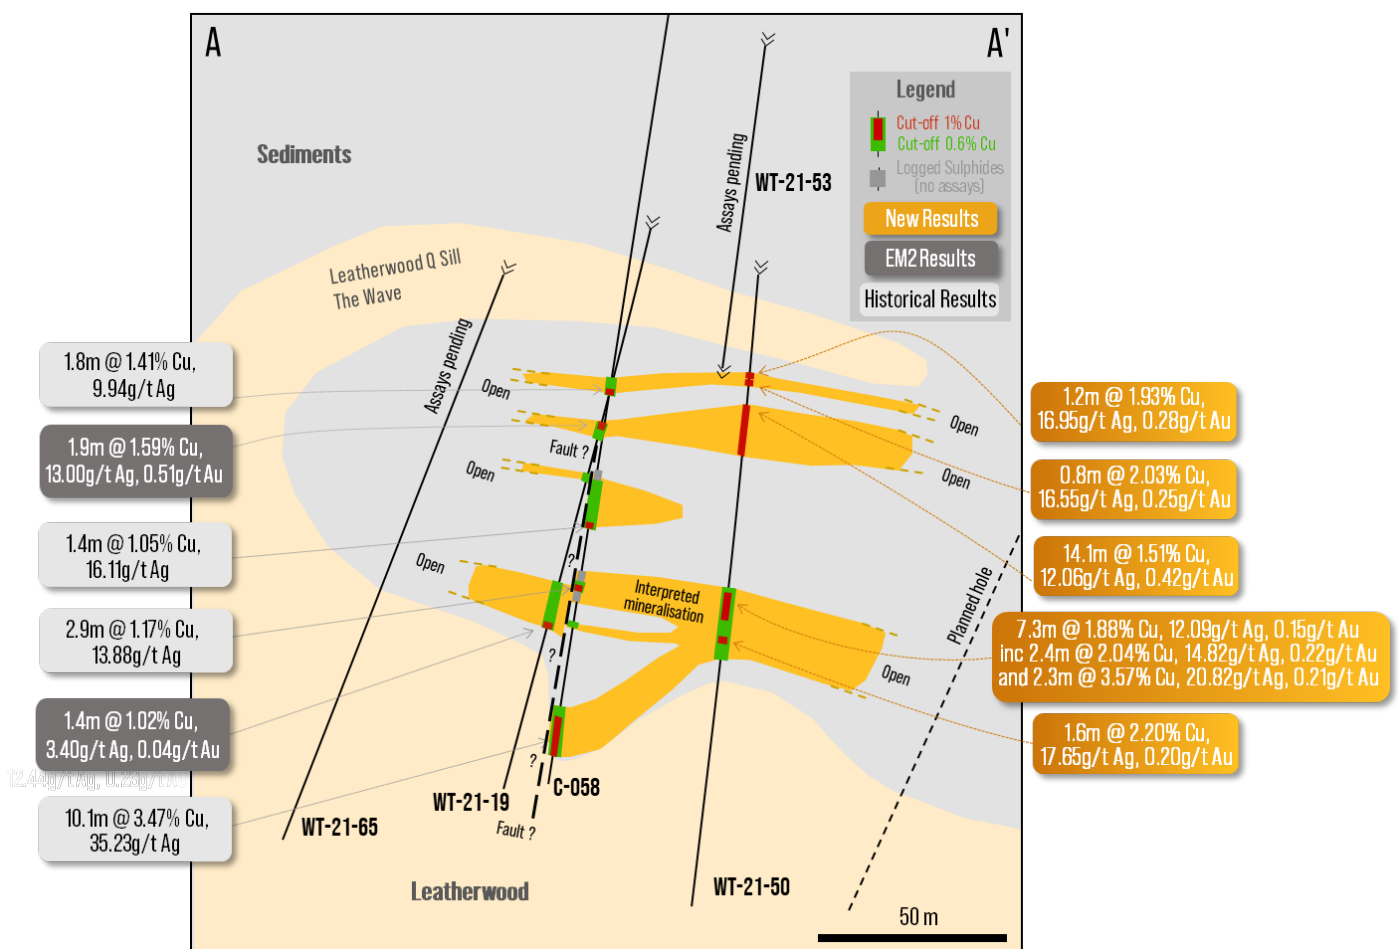 A
A'
Legend
Cut-off 1% Cu
Cut-off 0.6% Cu
Logged Sulphides
(no assays)
New Results
EM2 Results
Historical Results
Sediments
Assays pending
WT-21-53
Leatherwood Q Sill
The Wave
Assays pending
1.8m @ 1.41% Cu,
9.94g/t Ag
1.9m @ 1.59% Cu,
13.00g/t Ag, 0.51g/t Au
1.4m @ 1.05% Cu,
16.11g/t Ag
2.9m @ 1.17% Cu,
13.88g/t Ag
1.4m @ 1.02% Cu,
3.40g/t Ag, 0.04g/t Au
10.1m @ 3.47% Cu,
35.23g/t Ag
Open
Open
Fault ?
Open
Open
Open
?
Interpreted
mineralisation
?
Open
?
Planned hole
1.2m @ 1.93% Cu,
16.95g/t Ag, 0.28g/t Au
0.8m @ 2.03% Cu,
16.55g/t Ag, 0.25g/t Au
14.1m @ 1.51% Cu,
12.06g/t Ag, 0.42g/t Au
7.3m @ 1.88% Cu, 12.09g/t Ag, 0.15g/t Au
inc 2.4m @ 2.04% Cu, 14.82g/t Ag, 0.22g/t Au
and 2.3m @ 3.57% Cu, 20.82g/t Ag, 0.21g/t Au
1.6m @ 2.20% Cu,
17.65g/t Ag, 0.20g/t Au
C-058
WT-21-19
WT-21-65
Fault ?
WT-21-50
Leatherwood
50 m